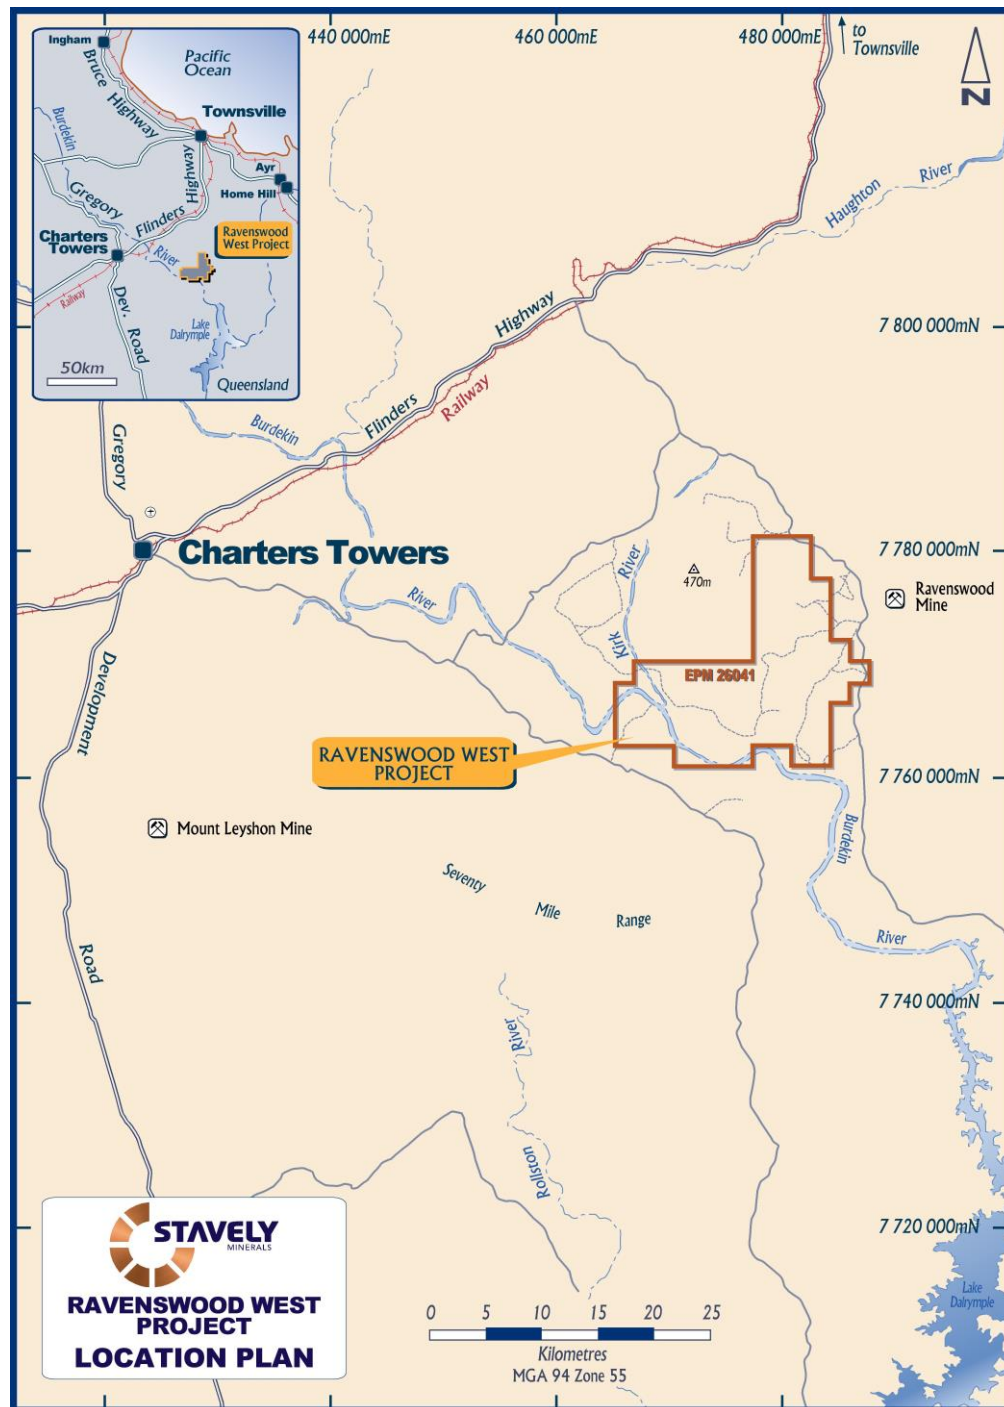 440 000mE
460 000mE
480 000mE
to
Townsville
N
Ingham
Pacific
Ocean
Bruce
Highway
Townsville
Burdekin
Highway
Ayr
Home Hill
Gregory
Flinders
Charters
Towers
River
Ravenswood
West Project
Railway
Dev. Road
Lake
Dalrymple
50km
Queensland
Haughton River
7 800 000mN
Highway
Flinders
Railway
Burdekin
Gregory
Charters Towers
7 780 000mN
River
River
470m
Ravenswood
Mine
Kirk
EPM 26041
Development
RAVENSWOOD WEST
PROJECT
7 760 000mN
Mount Leyshon Mine
Burdekin
Seventy
Mile
Range
Road
River
7 740 000mN
River
Rollston
7 720 000mN
Lake
Dalrymple
STAVELY
MINERALS
RAVENSWOOD WEST
PROJECT
LOCATION PLAN
0 5 10 15 20 25
Kilometres
MGA 94 Zone 55